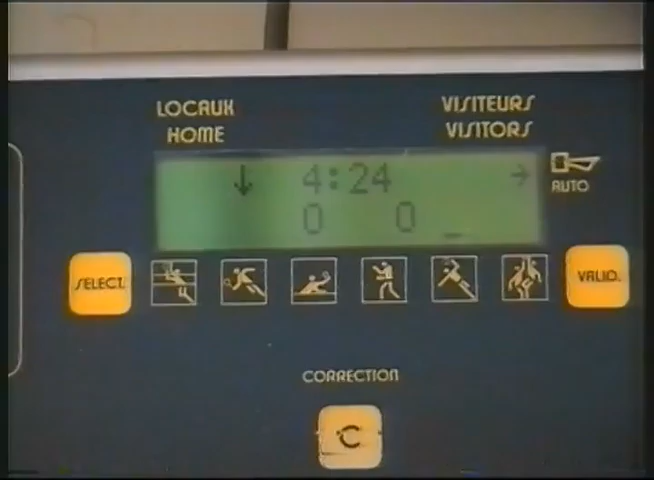 LOCAUX
HOME
VISITEURS
VISITORS
↓ 4:24 →
0 0 _
AUTO
SELECT.
VALID.
CORRECTION
C